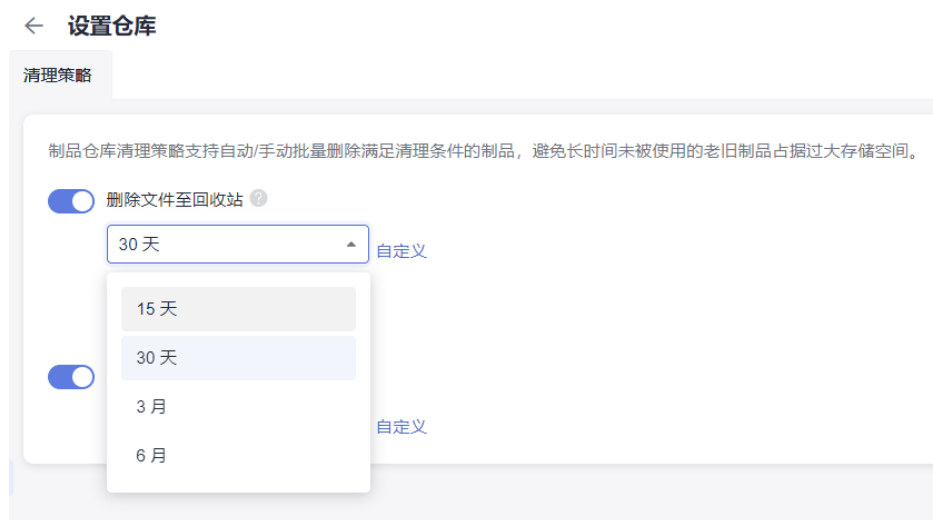 设置仓库
清理策略
制品仓库清理策略支持自动/手动批量删除满足清理条件的制品，避免长时间未被使用的老旧制品占据过大存储空间。
删除文件至回收站 ?
30 天
自定义
15 天
30 天
3 月
自定义
6 月